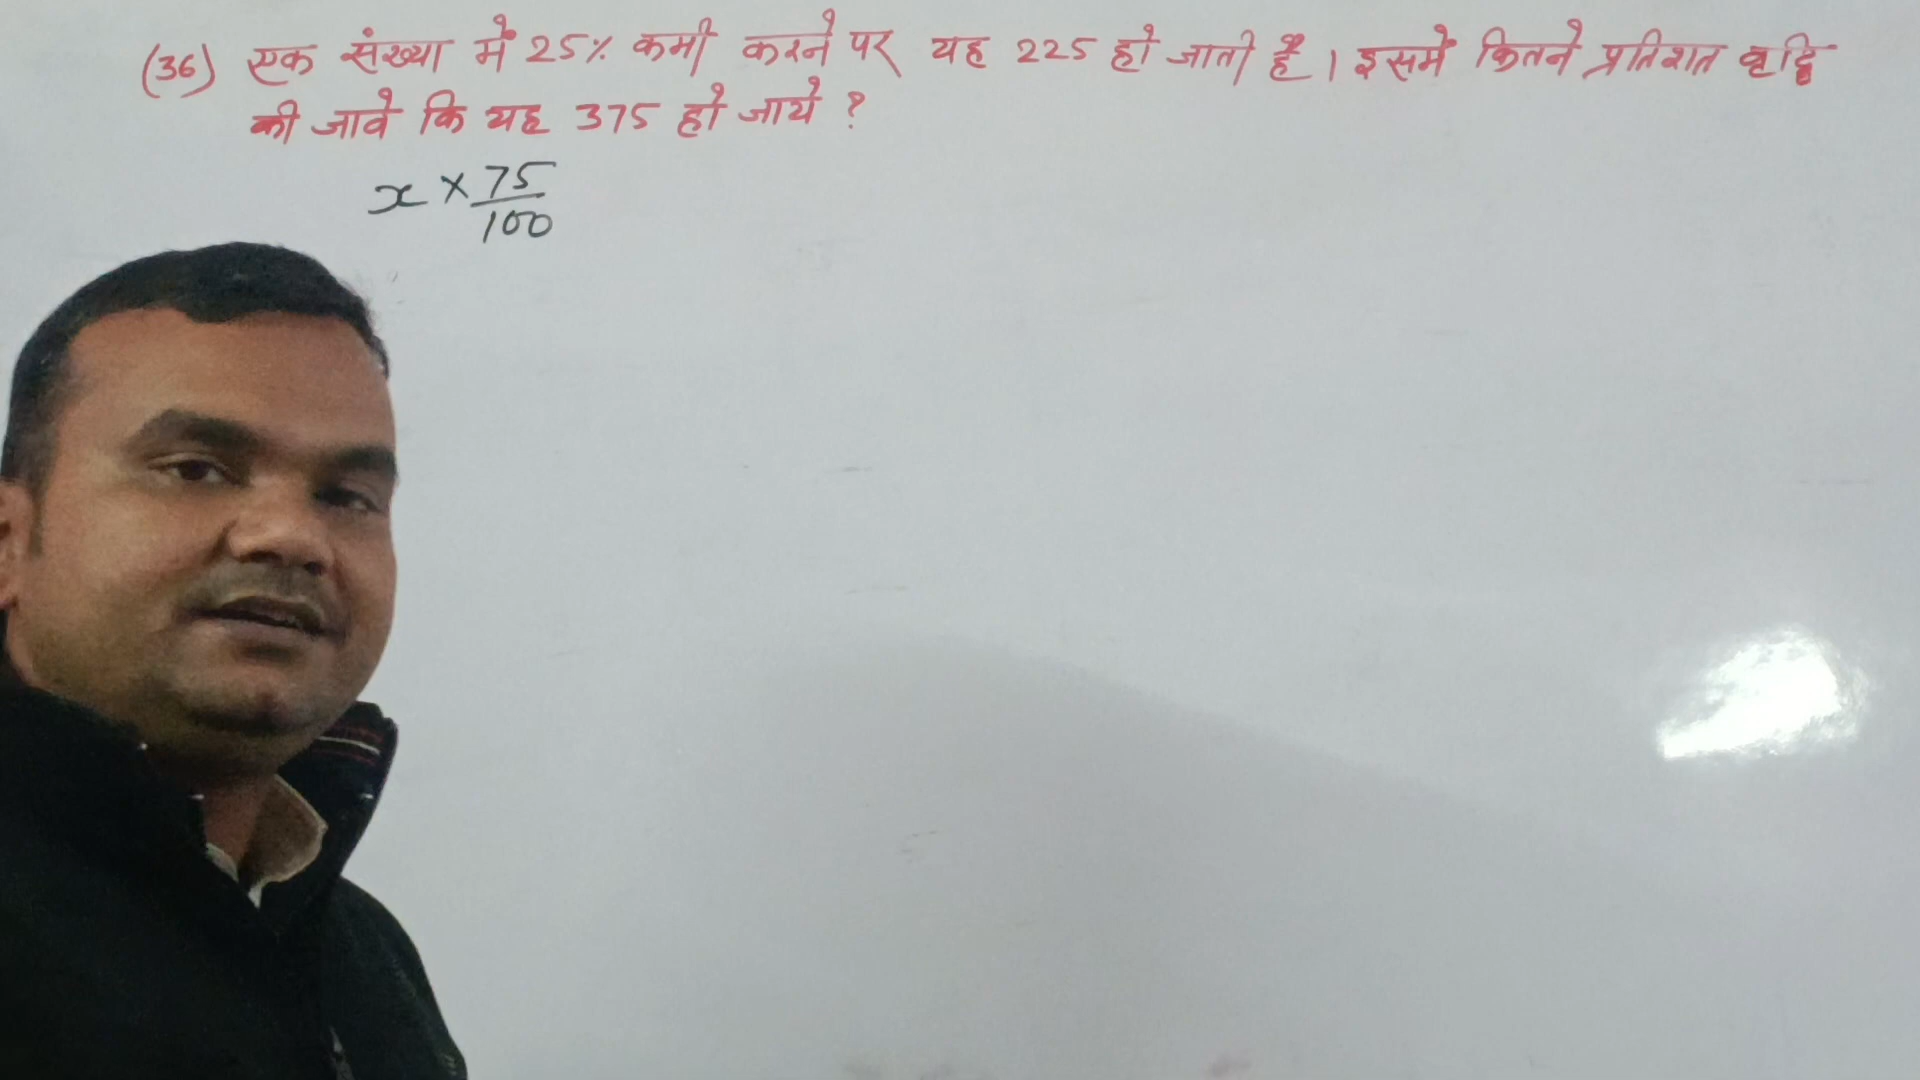 (36) एक संख्या में 25% कमी करने पर यह 225 हो जाती है । इसमें कितने प्रतिशत वृद्धि
की जावे कि यह 375 हो जाये ?
x × 75/100